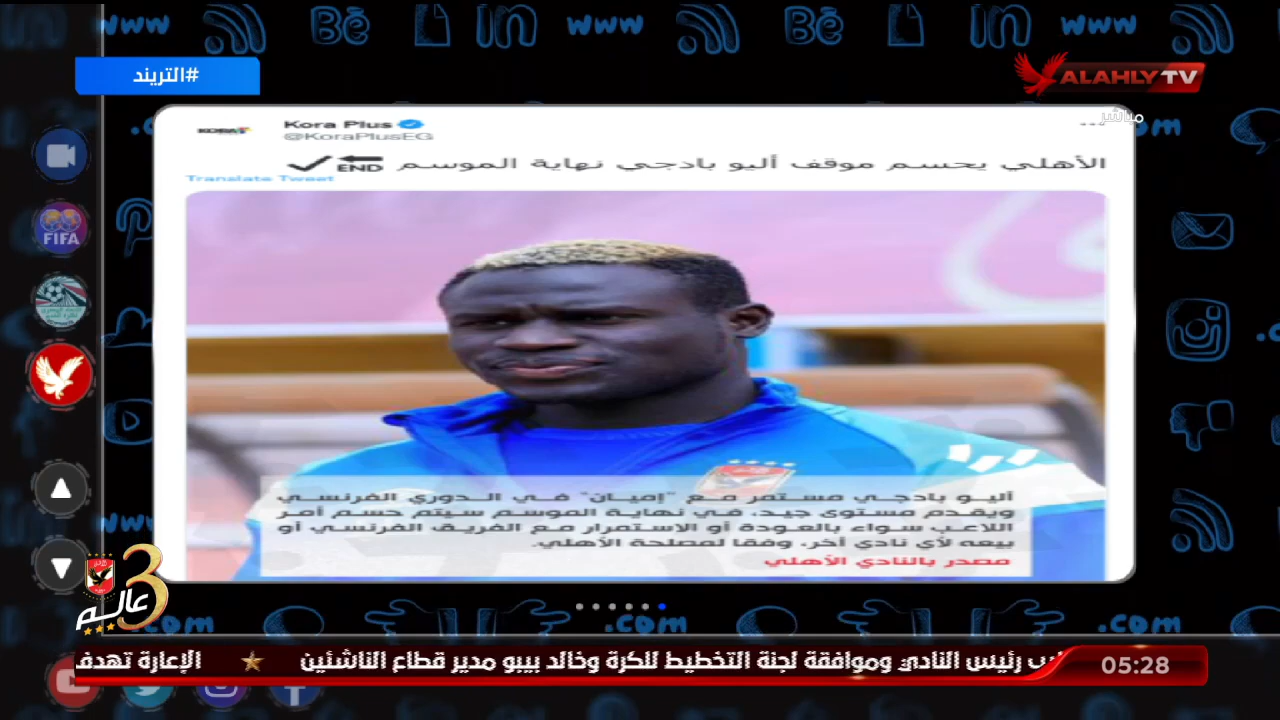 #التريند
ALAHLY TV
مباشر
Kora Plus
@KoraPlusEG
الأهلي يحسم موقف أليو بادجي نهاية الموسم END
Translate Tweet
FIFA
أليو بادجي مستمر مع "إميان" في الدوري الفرنسي
ويقدم مستوى جيد، في نهاية الموسم سيتم حسم أمر
اللاعب سواء بالعودة أو الاستمرار مع الفريق الفرنسي أو
بيعه لأي نادي أخر، وفقا لمصلحة الأهلي.
مصدر بالنادي الأهلي
3 عالم
رئيس النادي وموافقة لجنة التخطيط للكرة وخالد بيبو مدير قطاع الناشئين ★ الإعارة تهدف
05:28